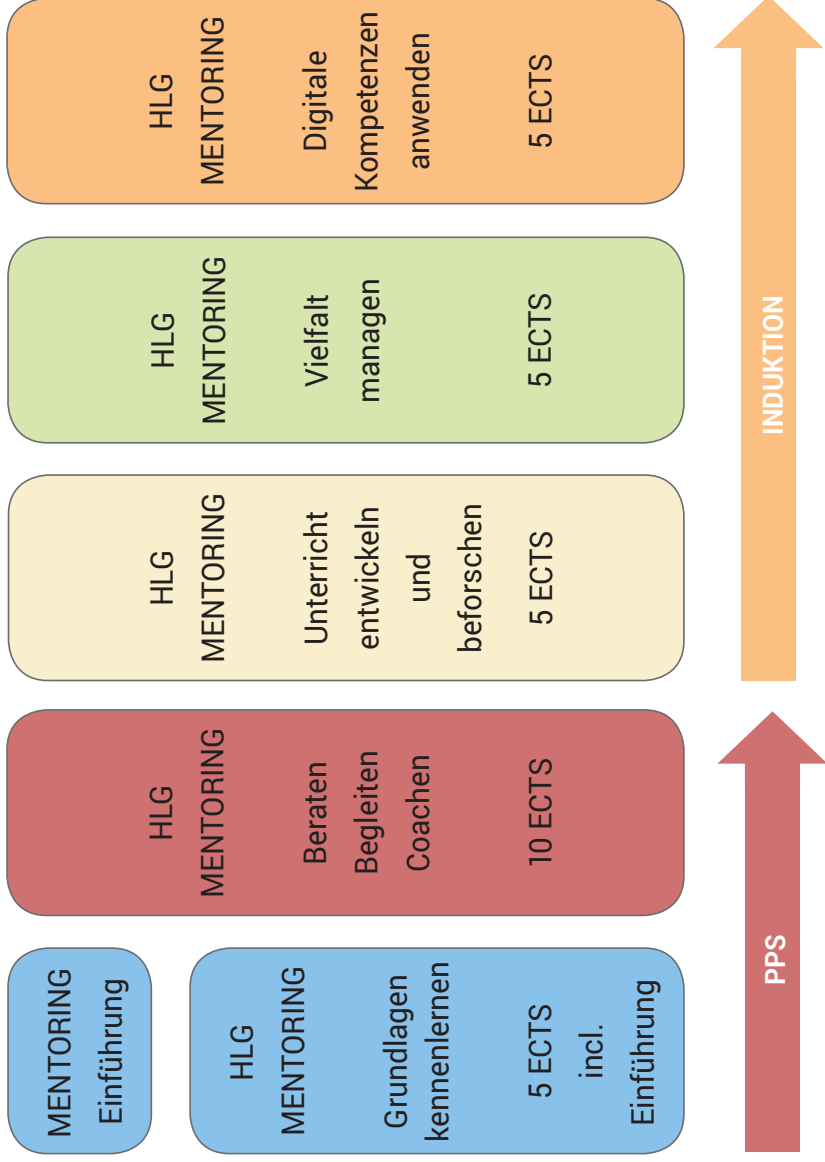 MENTORING
Einführung
HLG
MENTORING
Grundlagen
kennenlernen
5 ECTS
incl.
Einführung
HLG
MENTORING
Beraten
Begleiten
Coachen
10 ECTS
HLG
MENTORING
Unterricht
entwickeln
und
beforschen
5 ECTS
HLG
MENTORING
Vielfalt
managen
5 ECTS
HLG
MENTORING
Digitale
Kompetenzen
anwenden
5 ECTS
PPS
INDUKTION